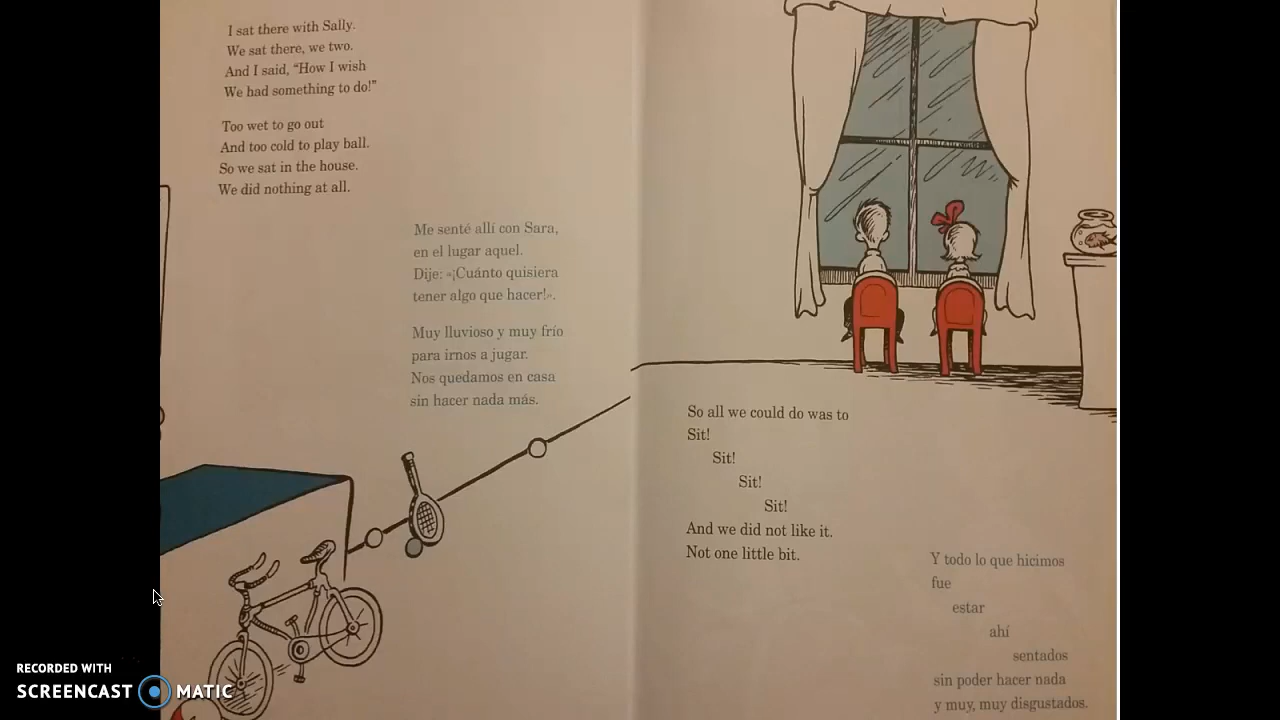 I sat there with Sally.
We sat there, we two.
And I said, “How I wish
We had something to do!”
Too wet to go out
And too cold to play ball.
So we sat in the house.
We did nothing at all.
Me senté allí con Sara,
en el lugar aquel.
Dije: «¡Cuánto quisiera
tener algo que hacer!».
Muy lluvioso y muy frío
para irnos a jugar.
Nos quedamos en casa
sin hacer nada más.
So all we could do was to
Sit!
Sit!
Sit!
Sit!
And we did not like it.
Not one little bit.
Y todo lo que hicimos
fue
estar
ahí
sentados
sin poder hacer nada
y muy, muy disgustados.
RECORDED WITH
SCREENCAST MATIC